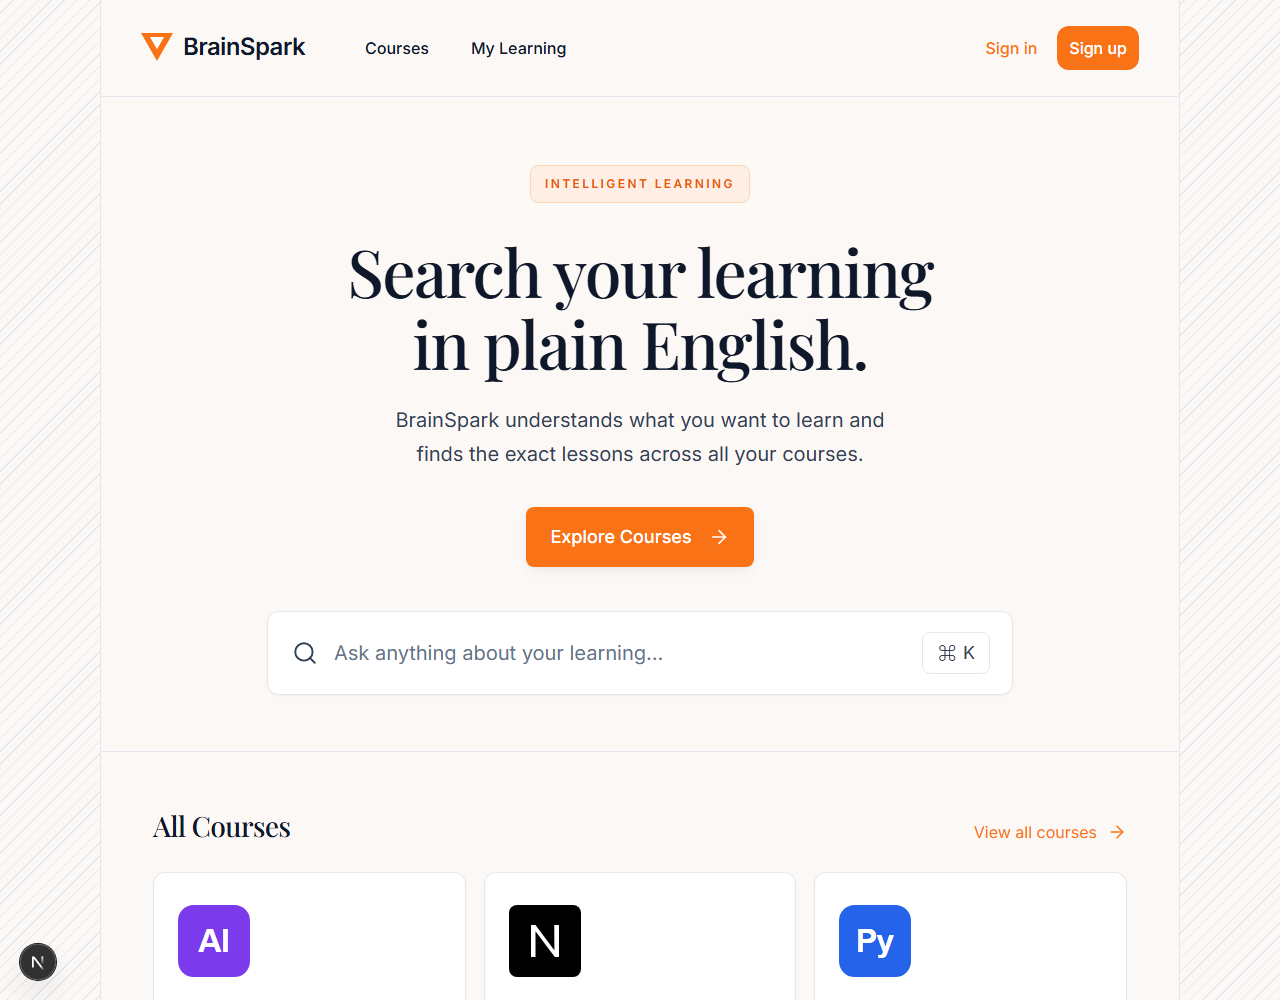 BrainSpark
Courses
My Learning
Sign in
Sign up
INTELLIGENT LEARNING
Search your learning
in plain English.
BrainSpark understands what you want to learn and
finds the exact lessons across all your courses.
Explore Courses
Ask anything about your learning...
⌘ K
All Courses
View all courses
AI
N
Py
N